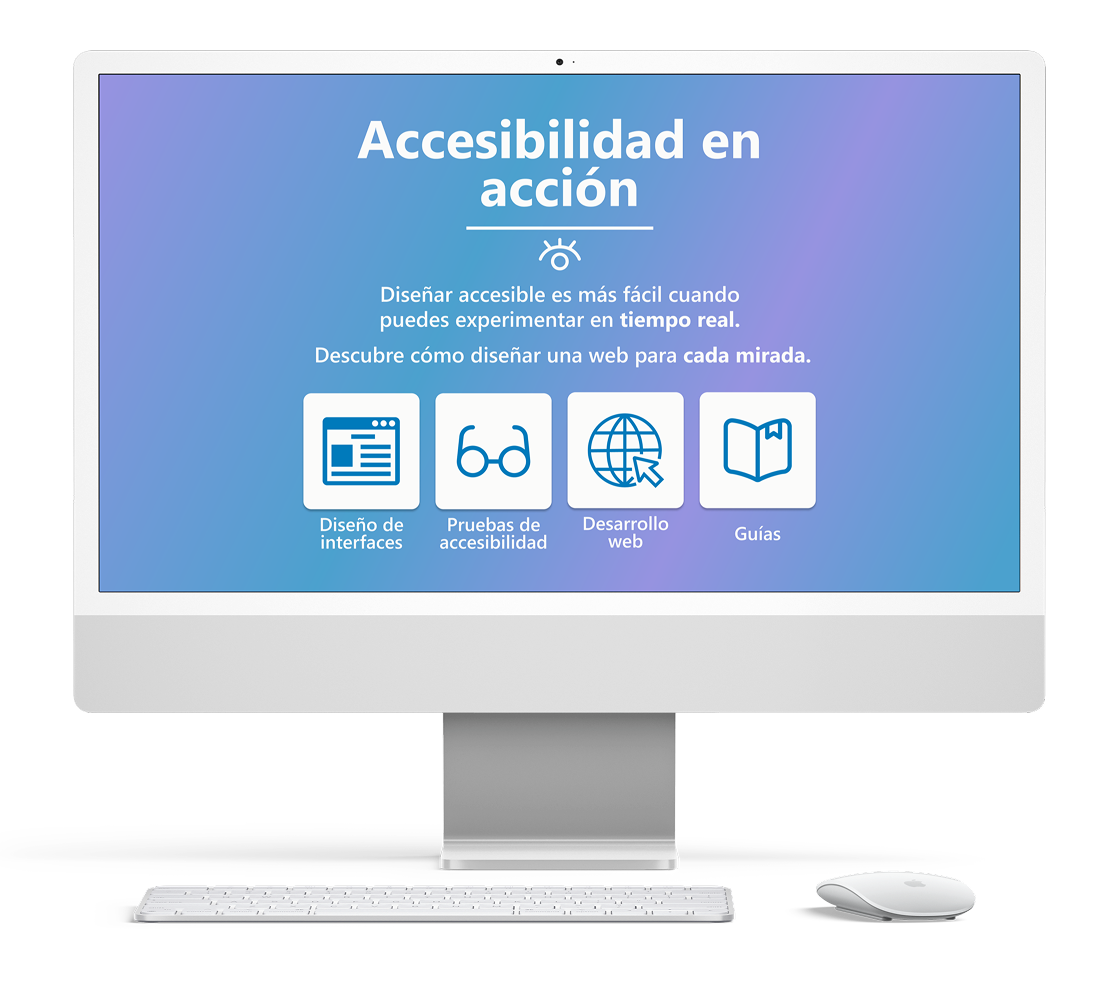 Accesibilidad en
acción
Diseñar accesible es más fácil cuando
puedes experimentar en tiempo real.
Descubre cómo diseñar una web para cada mirada.
Diseño de
interfaces
Pruebas de
accesibilidad
Desarrollo
web
Guías